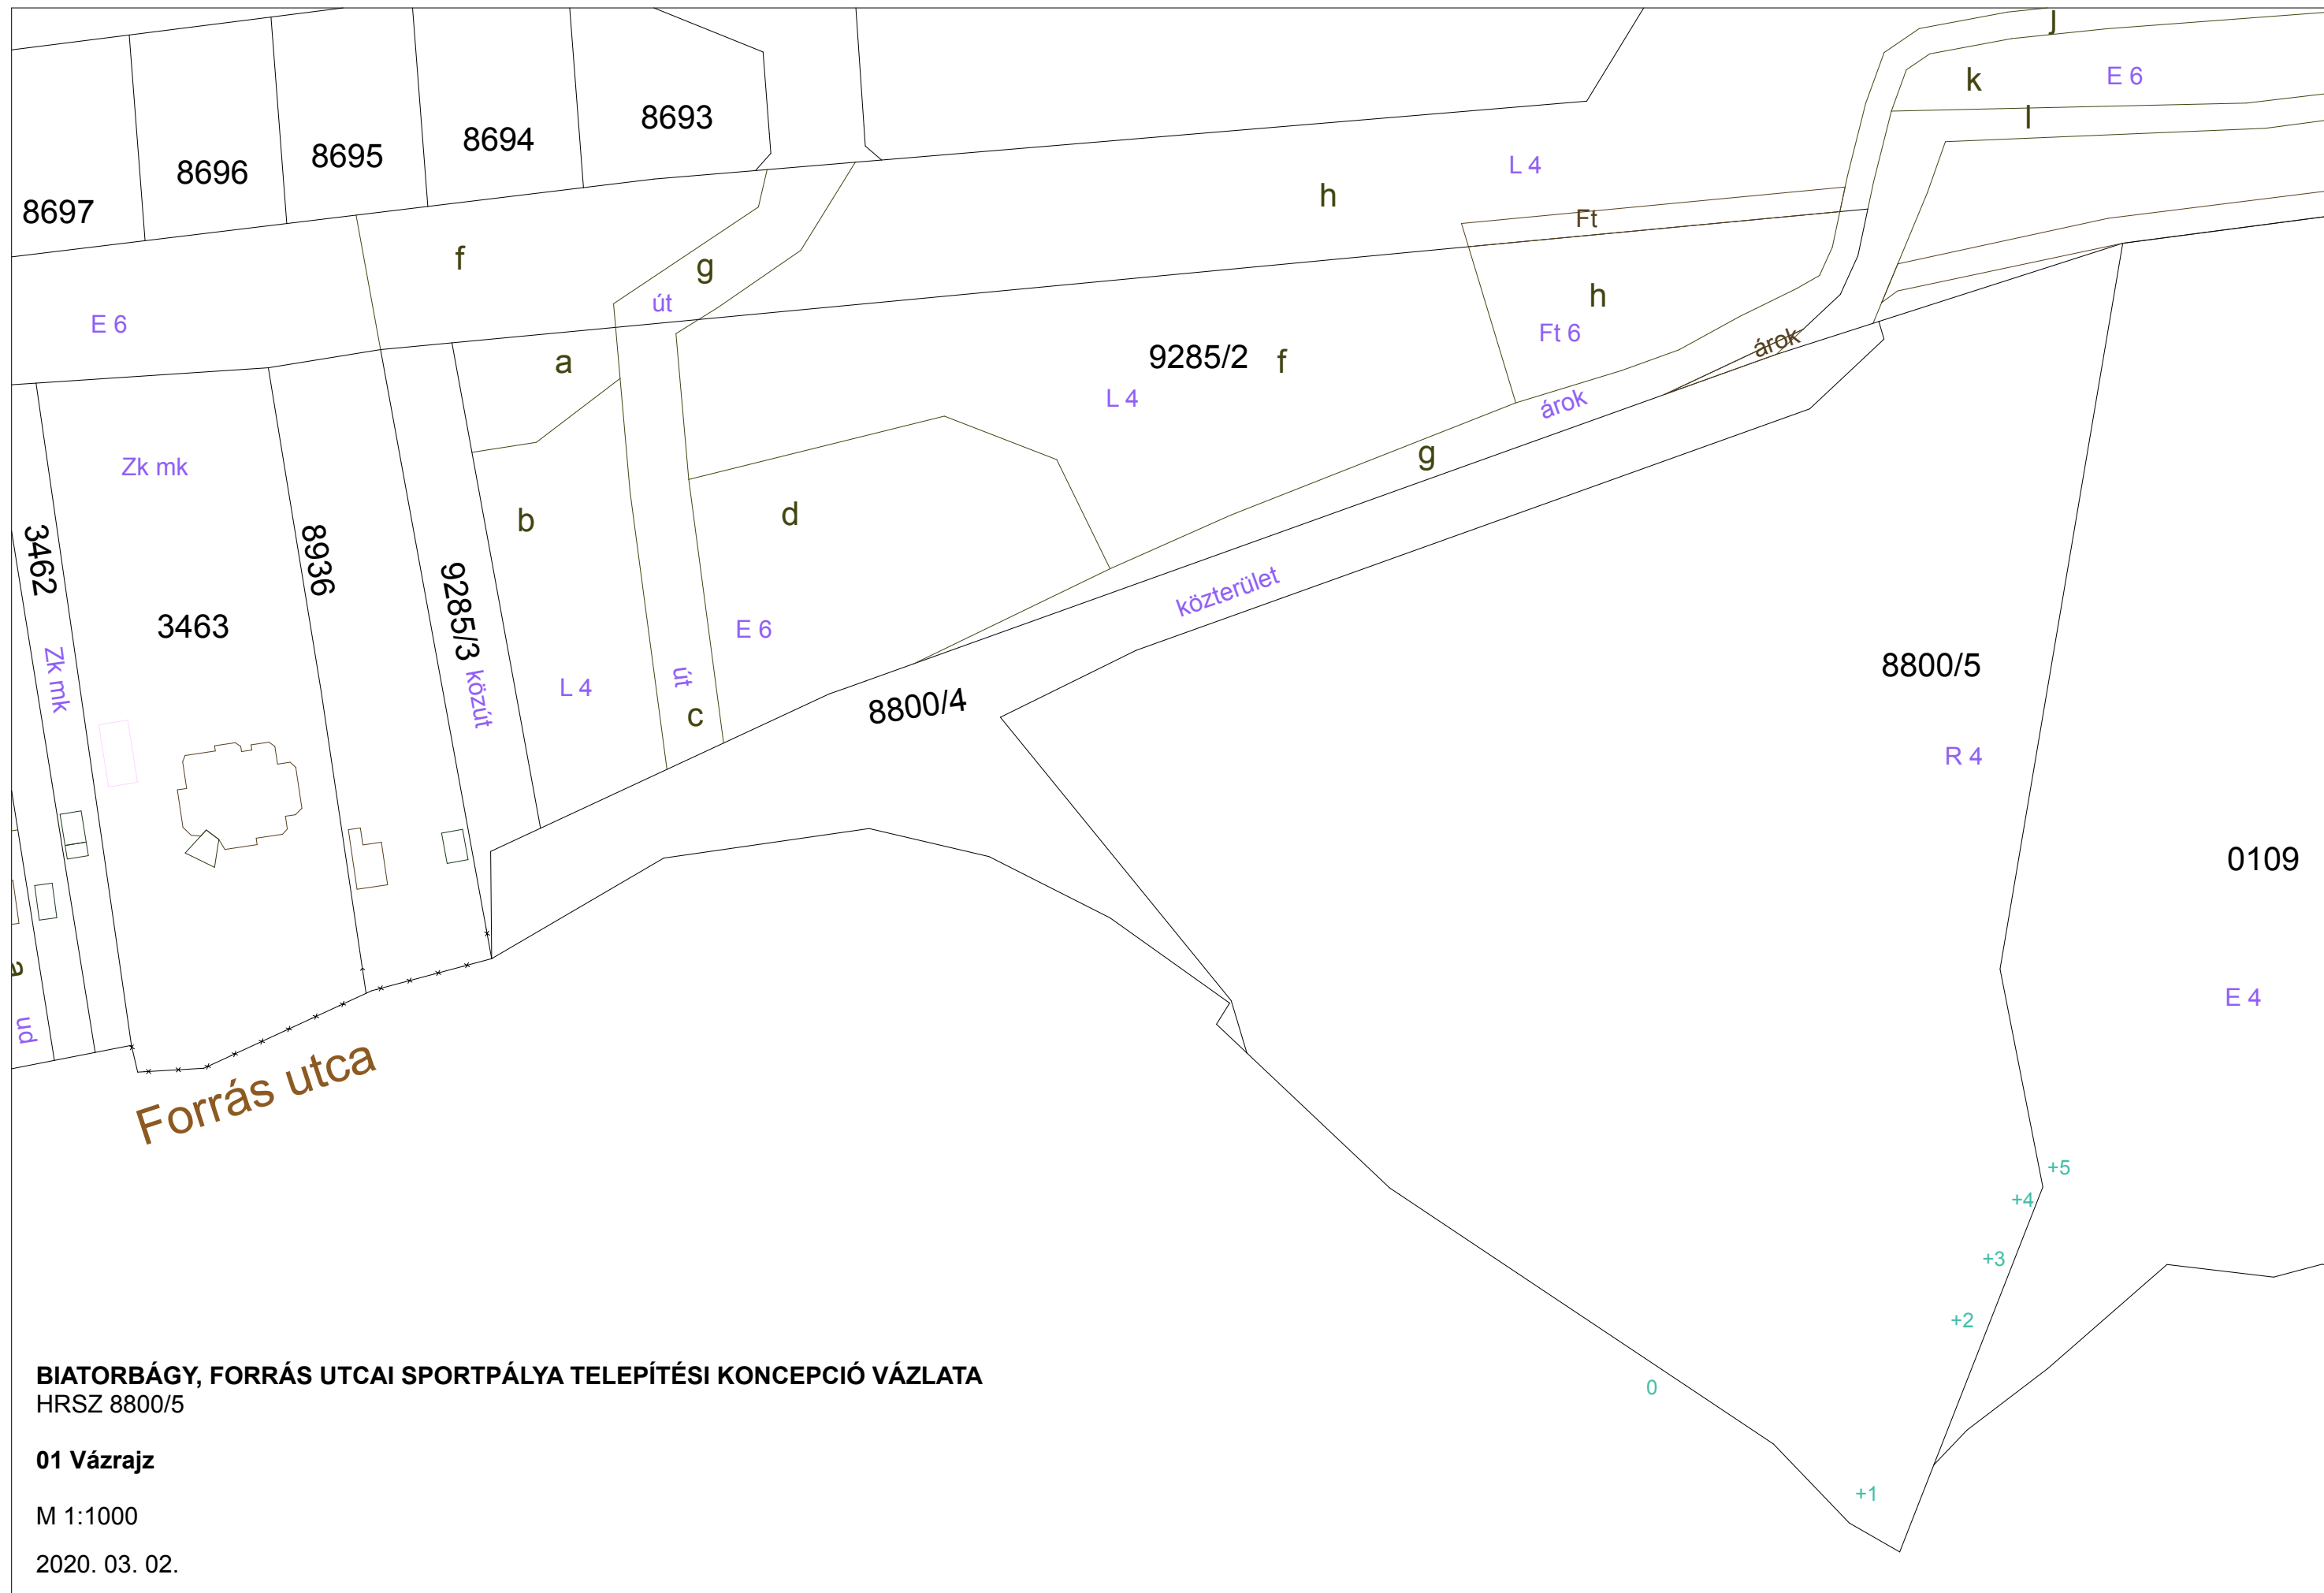 j
k
E 6
l
8693
8694
8695
8696
8697
L 4
h
Ft
f
g
út
E 6
h
Ft 6
árok
a
9285/2
f
L 4
árok
g
Zk mk
b
d
3462
8936
9285/3
közterület
3463
E 6
Zk mk
L 4
út
közút
c
8800/4
8800/5
R 4
0109
E 4
a
ud
Forrás utca
+5
+4
+3
+2
0
+1
BIATORBÁGY, FORRÁS UTCAI SPORTPÁLYA TELEPÍTÉSI KONCEPCIÓ VÁZLATA
HRSZ 8800/5
01 Vázrajz
M 1:1000
2020. 03. 02.